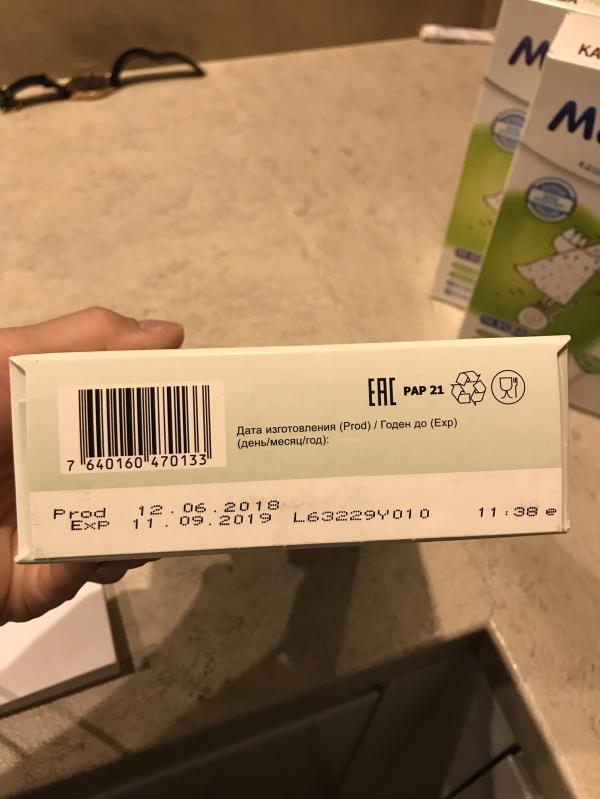 КА
EAC PAP 21
Дата изготовления (Prod) / Годен до (Exp)
(день/месяц/год):
7 640160 470133
Prod 12.06.2018
Exp 11.09.2019 L63229Y010 11:38 e